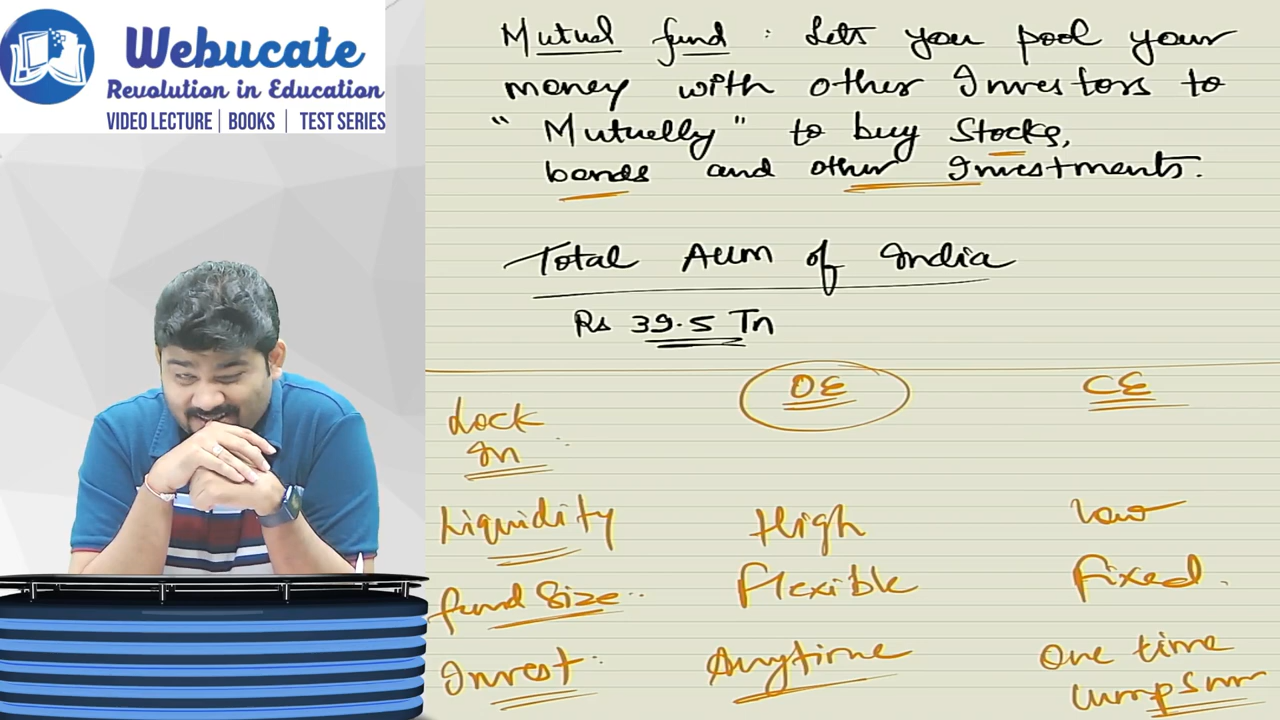 Webucate
Revolution in Education
VIDEO LECTURE | BOOKS | TEST SERIES
Mutual fund : Lets you pool your
money with other Investors to
"Mutually" to buy Stocks,
bonds and other Investments.
Total AUM of India
Rs 39.5 Tn
OE CE
Lock
In :
Liquidity High Low
fund Size : Flexible Fixed.
Invest : Anytime One time
Lumpsum